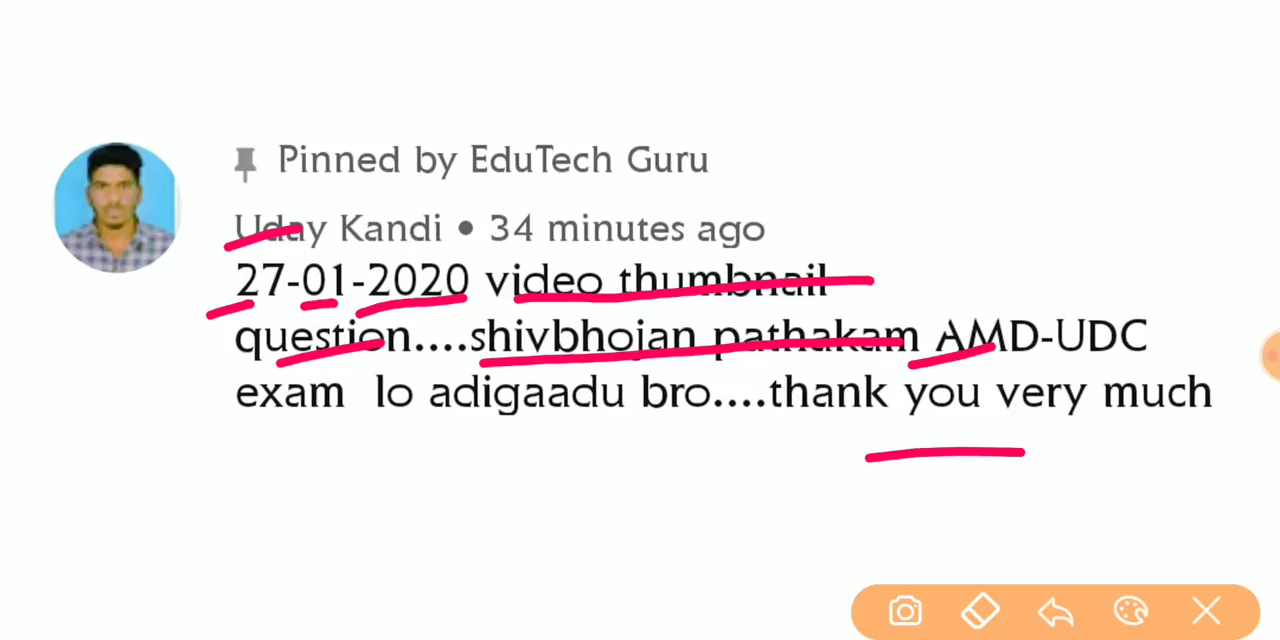 Pinned by EduTech Guru
Uday Kandi • 34 minutes ago
27-01-2020 video thumbnail
question....shivbhojan pathakam AMD-UDC
exam lo adigaadu bro....thank you very much